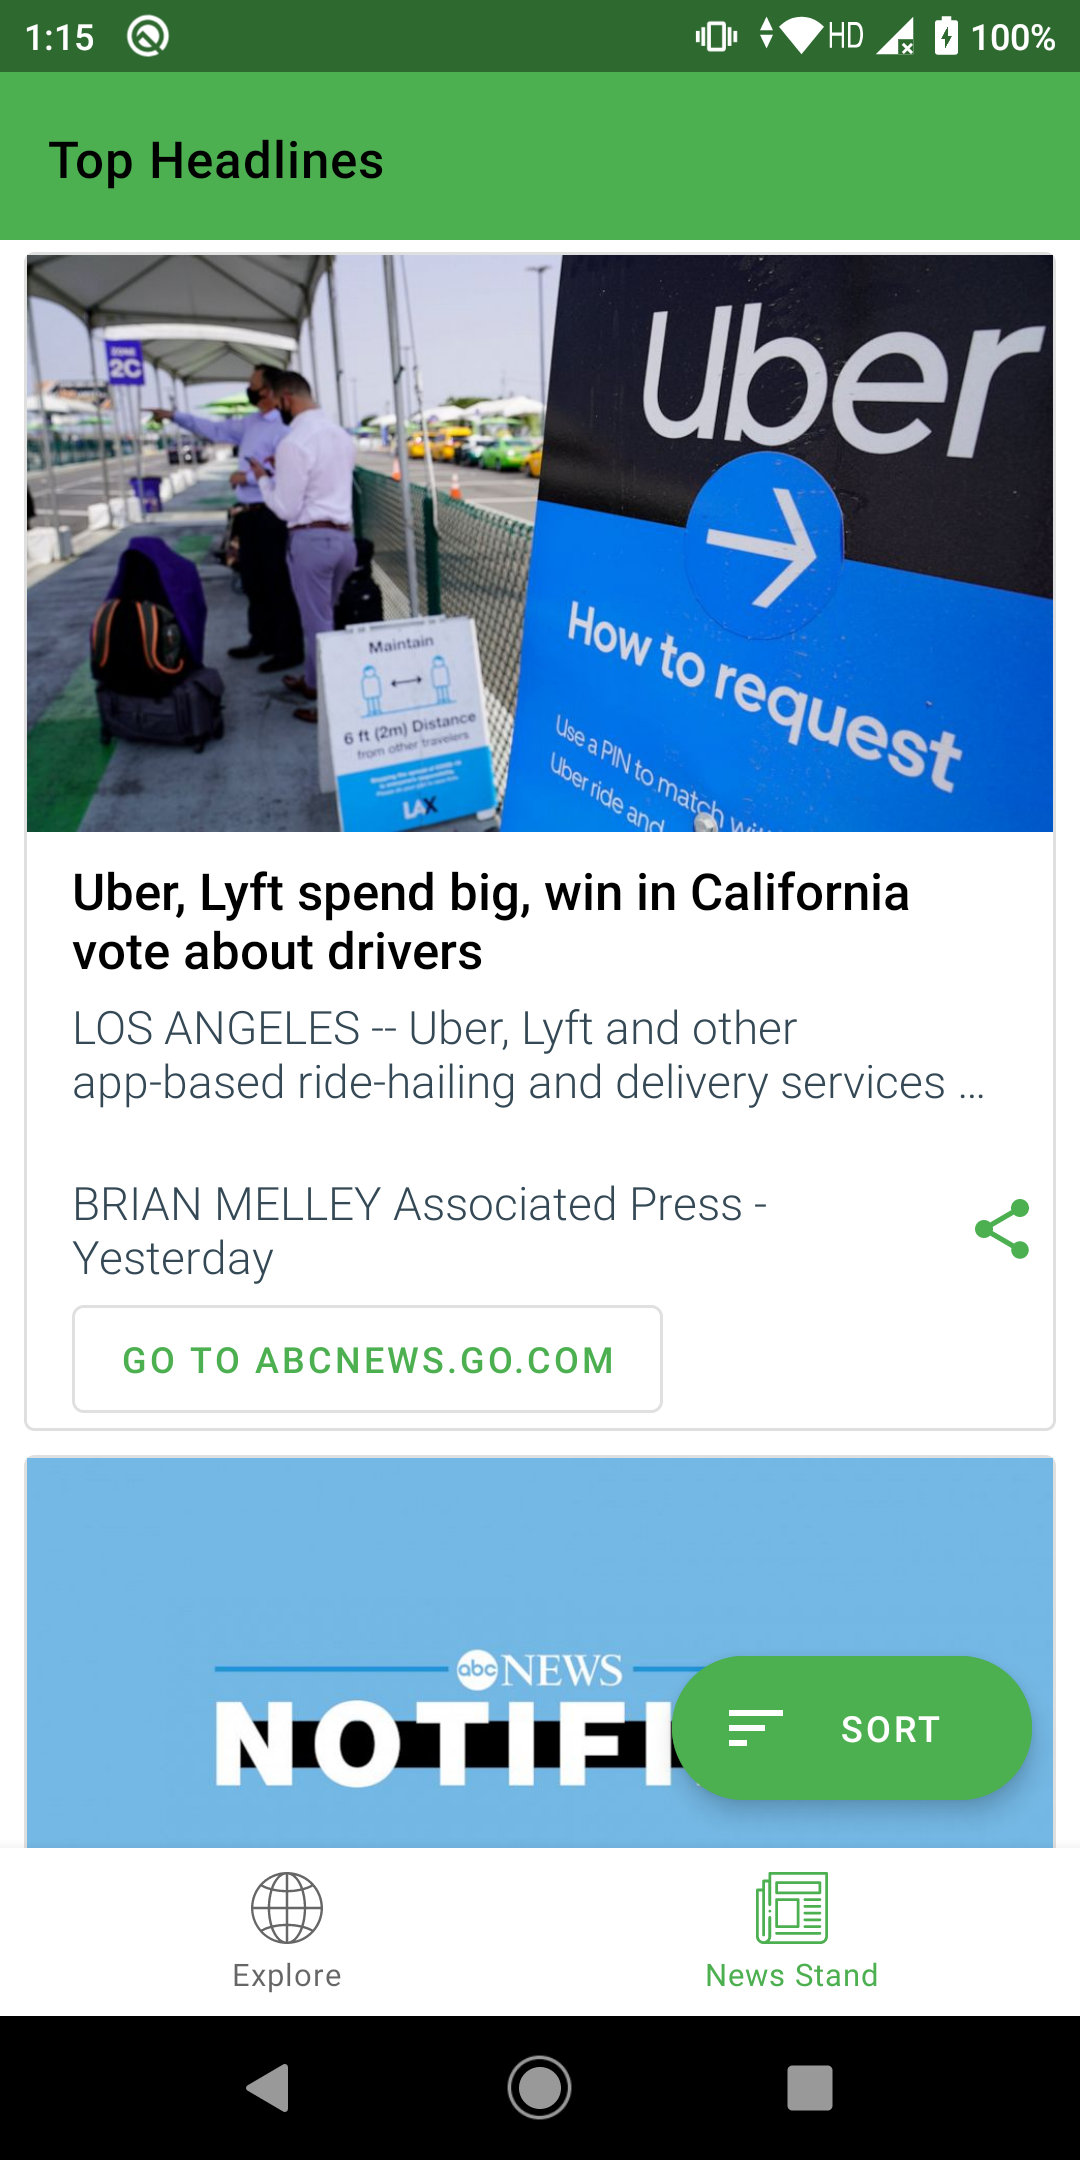 1:15
HD
100%
Top Headlines
ZONE
2C
Uber
How to request
Use a PIN to match
Uber ride and
Maintain
6 ft (2m) Distance
from other travelers
LAX
Uber, Lyft spend big, win in California
vote about drivers
LOS ANGELES -- Uber, Lyft and other
app-based ride-hailing and delivery services ...
BRIAN MELLEY Associated Press -
Yesterday
GO TO ABCNEWS.GO.COM
abc NEWS
NOTIFI
SORT
Explore
News Stand